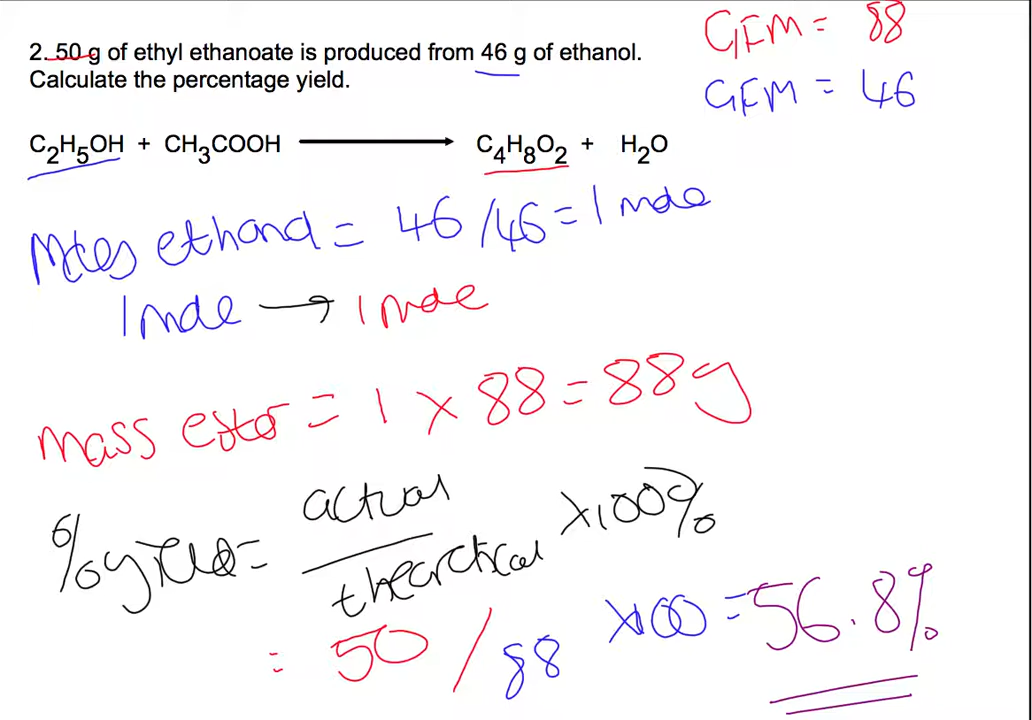 2. 50 g of ethyl ethanoate is produced from 46 g of ethanol.
Calculate the percentage yield.
GFM = 88
GFM = 46
C₂H₅OH + CH₃COOH ⟶ C₄H₈O₂ + H₂O
Moles ethanol = 46 / 46 = 1 mole
1 mole → 1 mole
mass ester = 1 × 88 = 88g
% yield = actual / theoretical × 100%
= 50 / 88 × 100 = 56.8%